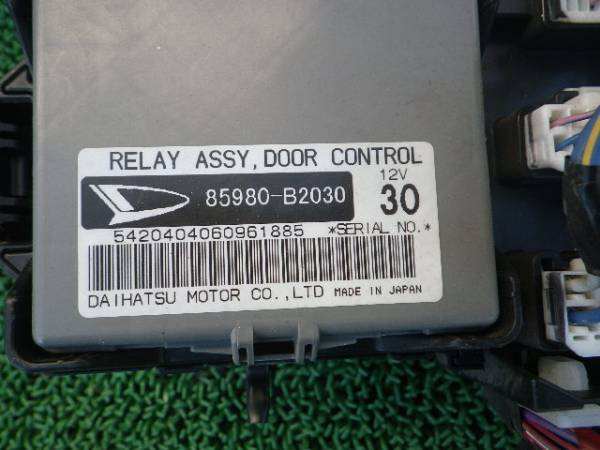 RELAY ASSY, DOOR CONTROL
12V
85980-B2030 30
5420404060961885 *SERIAL NO.*
DAIHATSU MOTOR CO.,LTD MADE IN JAPAN